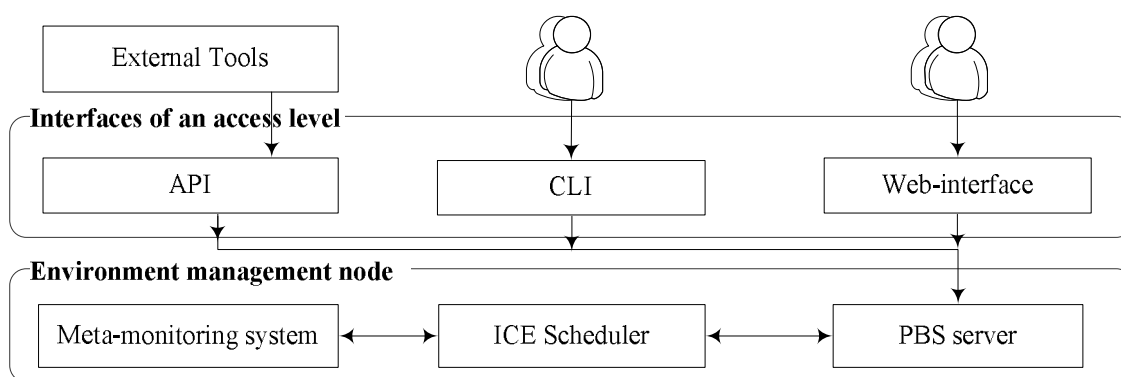 External Tools
Interfaces of an access level
API
CLI
Web-interface
Environment management node
Meta-monitoring system
ICE Scheduler
PBS server